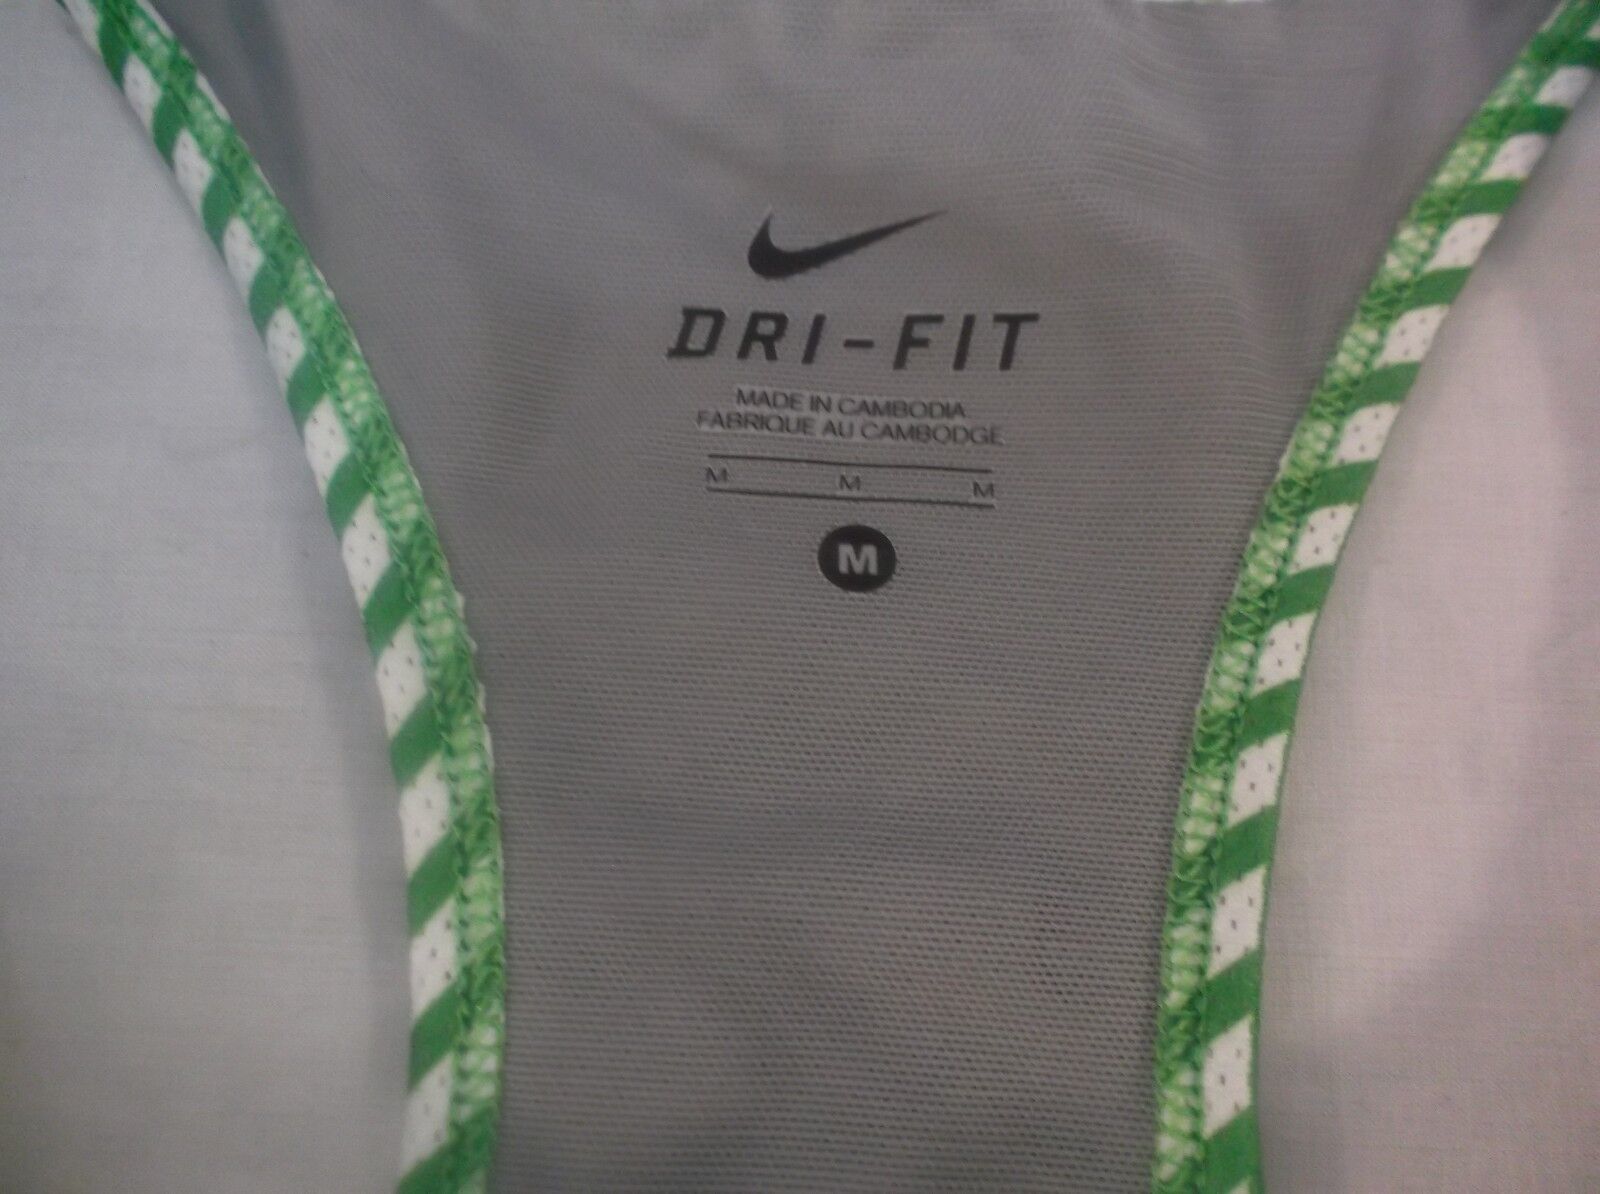 DRI-FIT
MADE IN CAMBODIA
FABRIQUE AU CAMBODGE
M M M
M